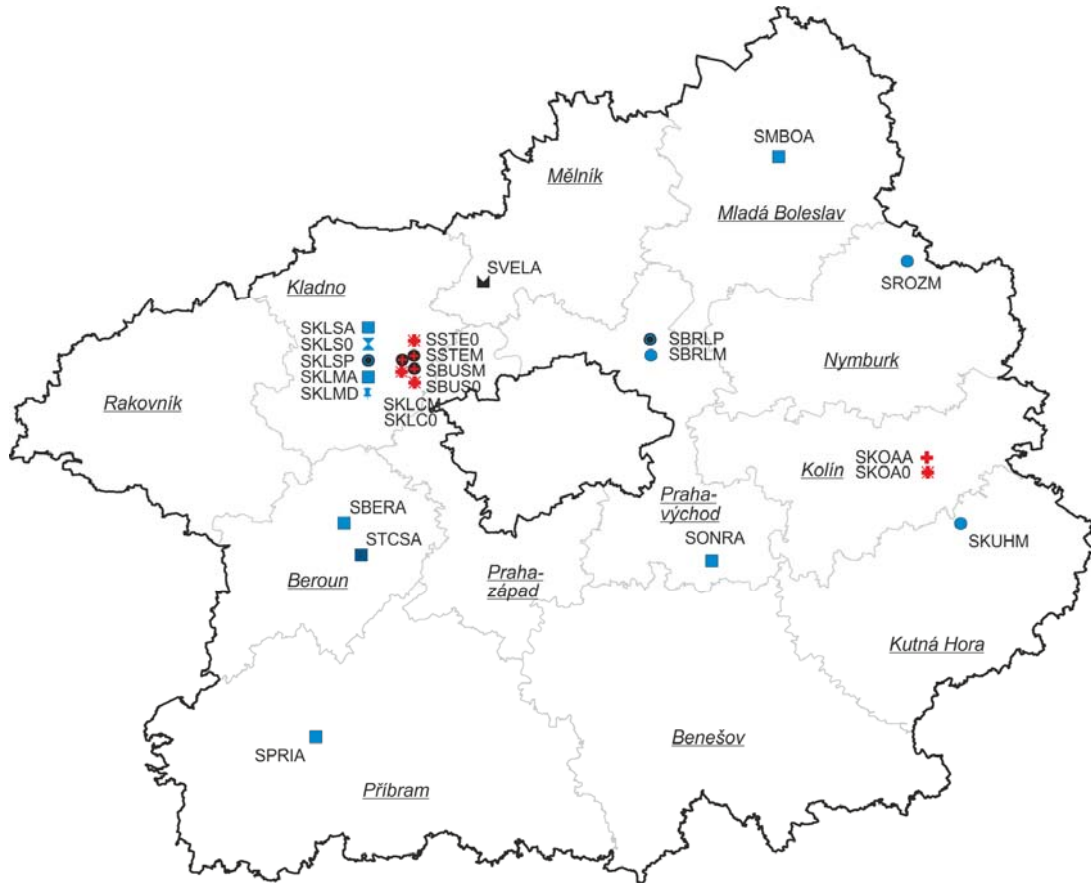 SMBOA
Mělník
Mladá Boleslav
SVELA
SROZM
Kladno
SKLSA
SKLS0
SKLSP
SKLMA
SKLMD
SSTE0
SSTEM
SBUSM
SBUS0
SKLCM
SKLC0
SBRLP
SBRLM
Nymburk
Rakovník
SKOAA
SKOA0
Kolín
Praha-
východ
SBERA
STCSA
SONRA
SKUHM
Beroun
Praha-
západ
Kutná Hora
SPRIA
Benešov
Příbram